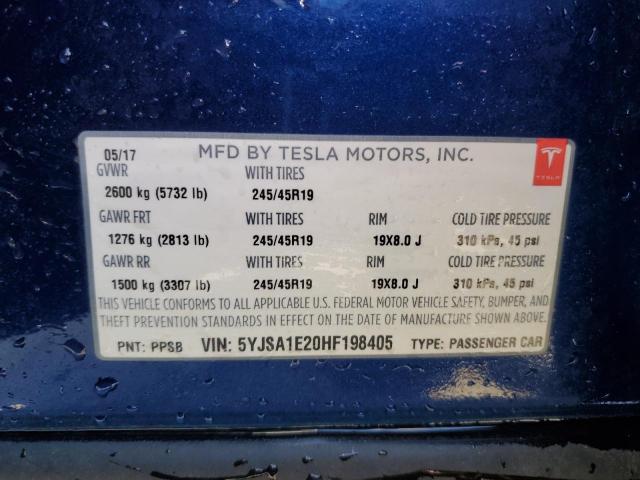 05/17 MFD BY TESLA MOTORS, INC.
GVWR WITH TIRES
2600 kg (5732 lb) 245/45R19
GAWR FRT WITH TIRES RIM COLD TIRE PRESSURE
1276 kg (2813 lb) 245/45R19 19X8.0 J 310 kPs, 45 psi
GAWR RR WITH TIRES RIM COLD TIRE PRESSURE
1500 kg (3307 lb) 245/45R19 19X8.0 J 310 kPs, 45 psi
THIS VEHICLE CONFORMS TO ALL APPLICABLE U.S. FEDERAL MOTOR VEHICLE SAFETY, BUMPER, AND
THEFT PREVENTION STANDARDS IN EFFECT ON THE DATE OF MANUFACTURE SHOWN ABOVE.
PNT: PPSB VIN: 5YJSA1E20HF198405 TYPE: PASSENGER CAR
TESLA